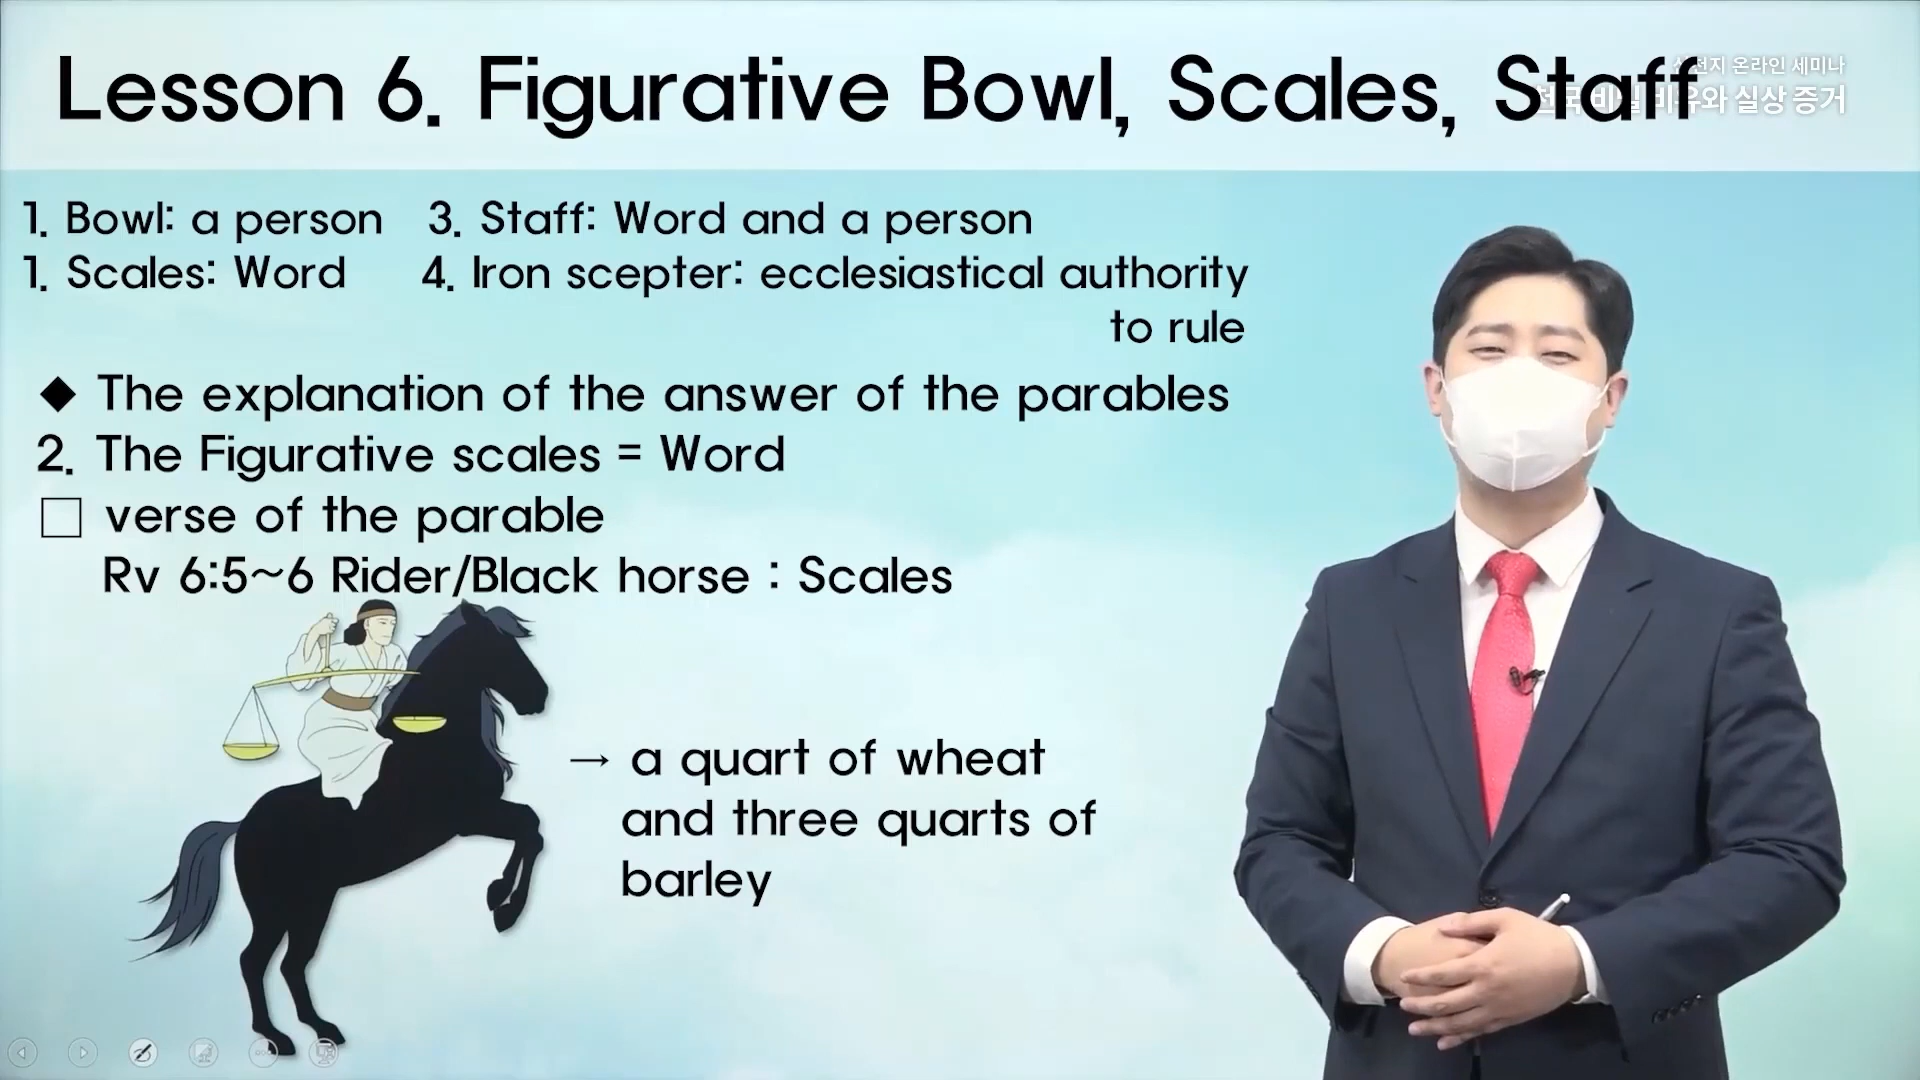 Lesson 6. Figurative Bowl, Scales, Staff
온라인 세미나
실상 증거
1. Bowl: a person 3. Staff: Word and a person
1. Scales: Word 4. Iron scepter: ecclesiastical authority
to rule
◆ The explanation of the answer of the parables
2. The Figurative scales = Word
□ verse of the parable
Rv 6:5~6 Rider/Black horse : Scales
→ a quart of wheat
and three quarts of
barley